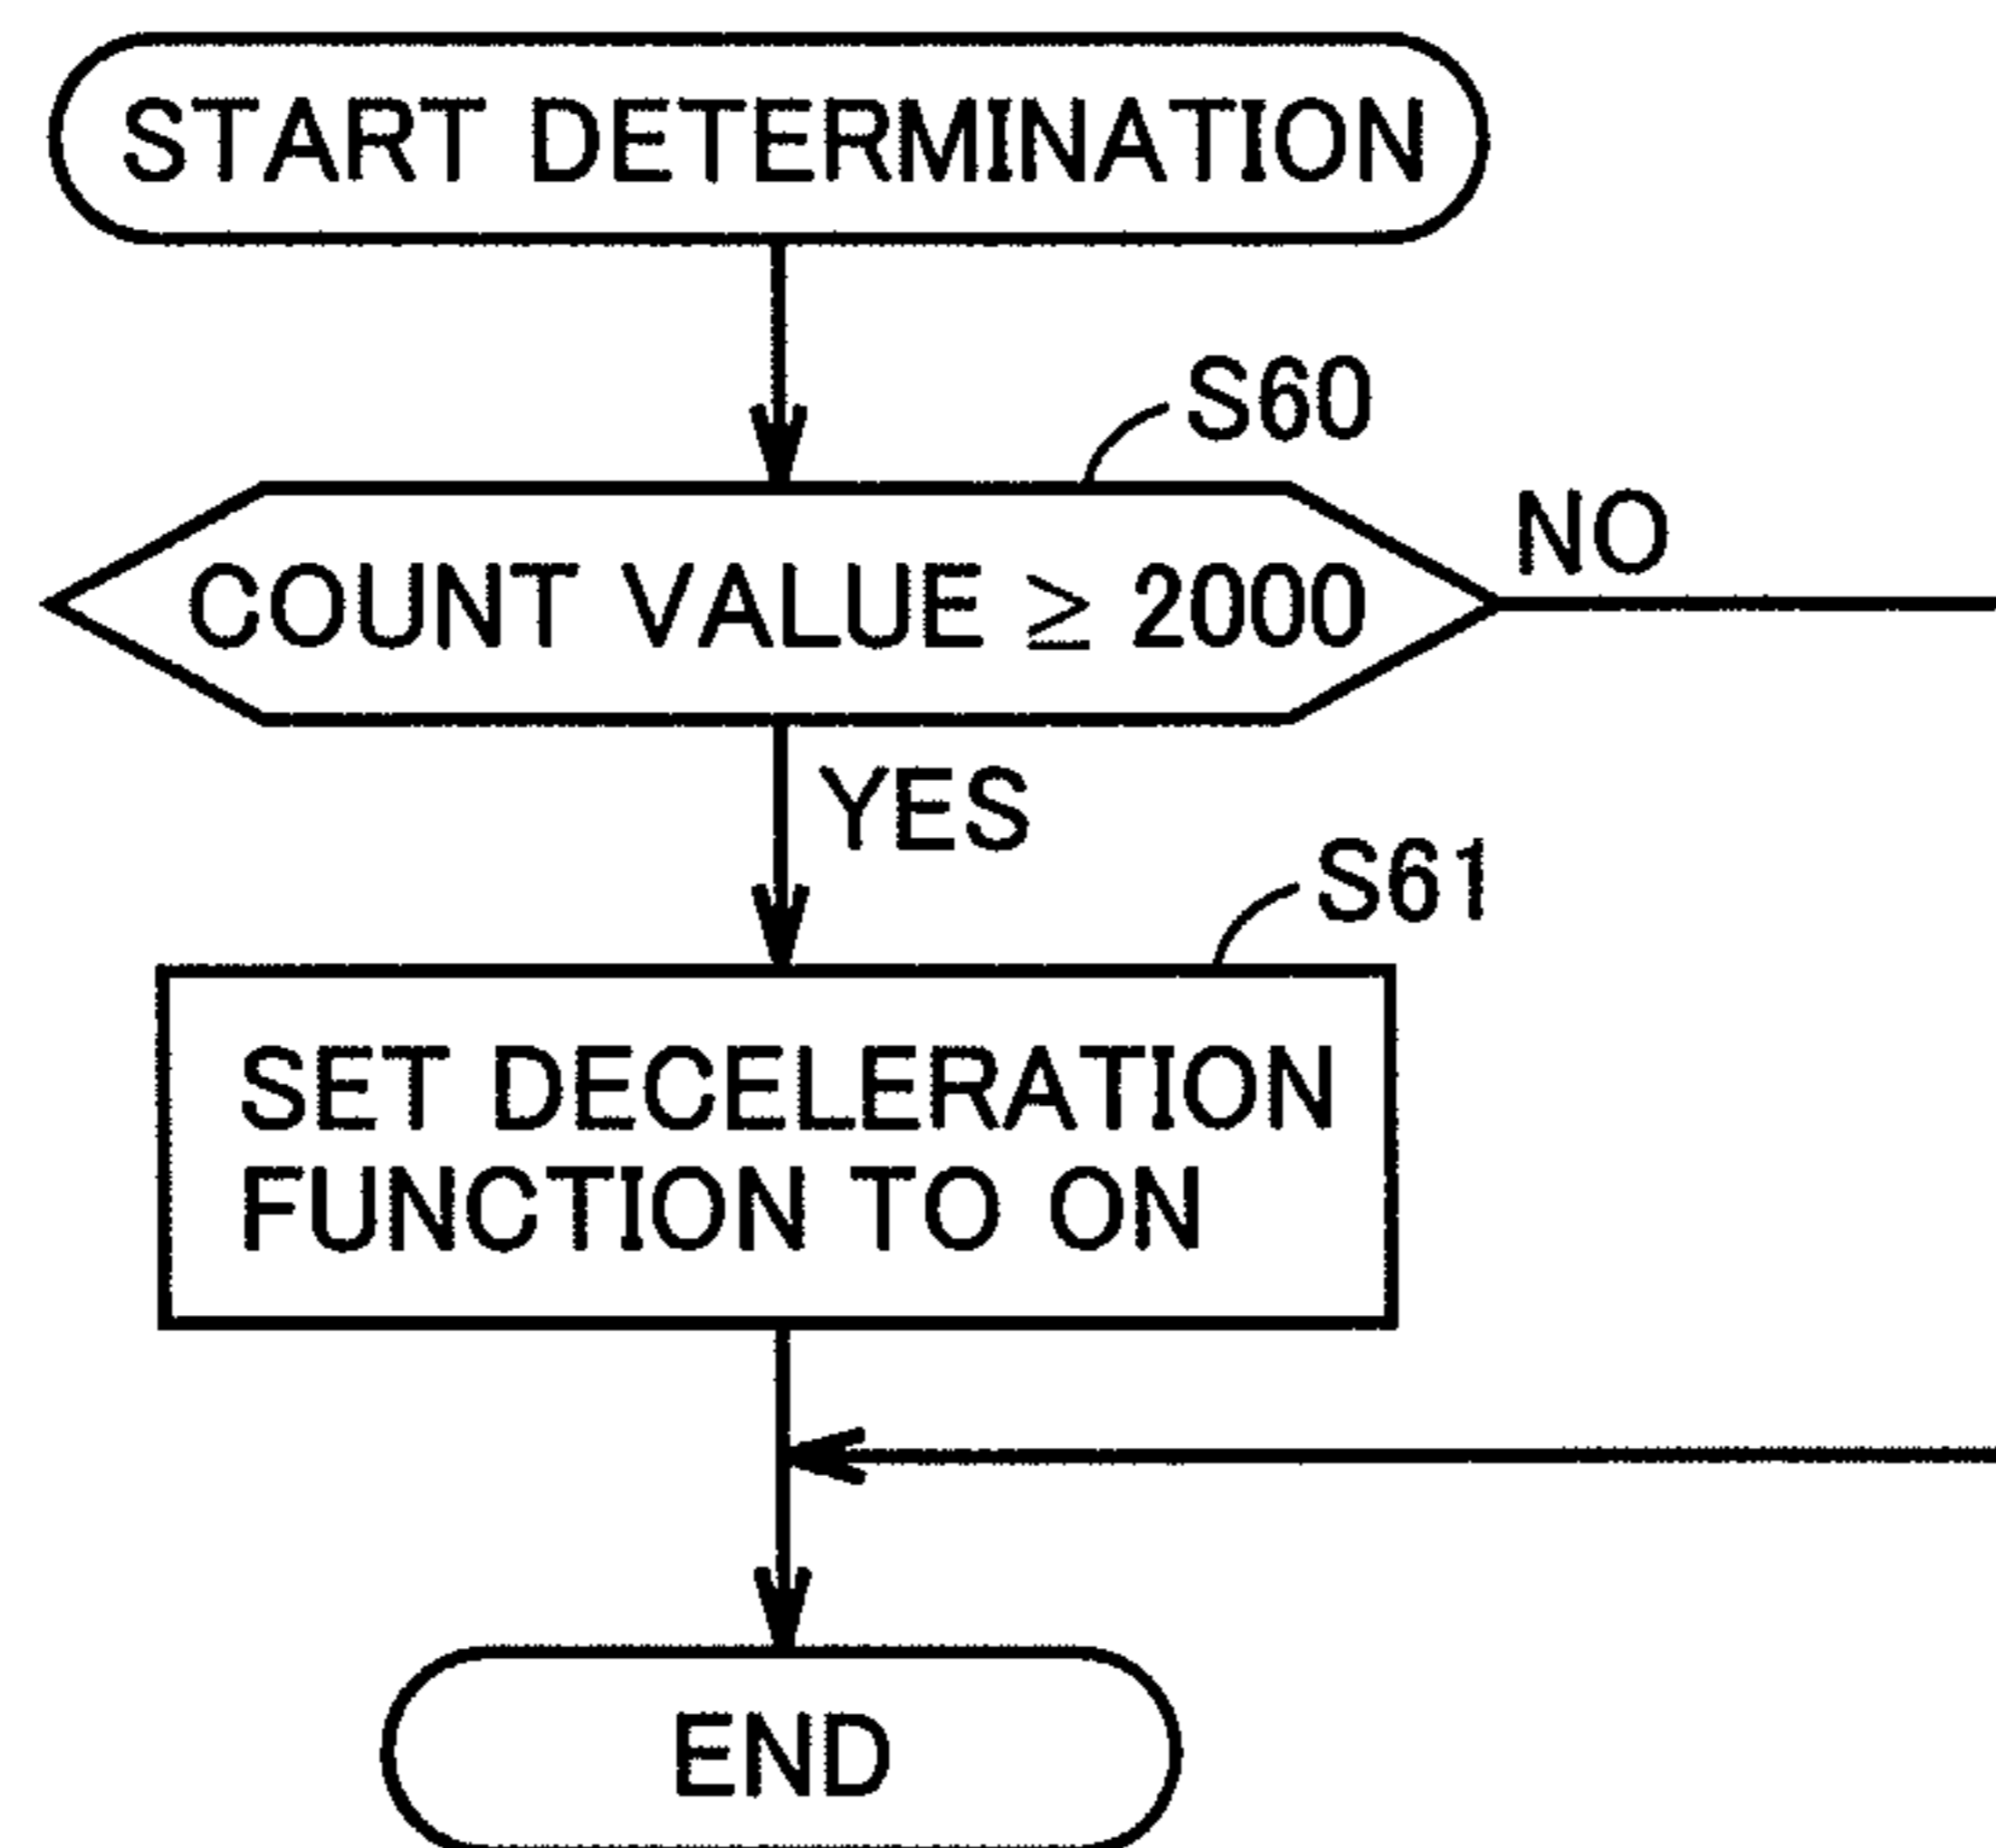 START DETERMINATION
S60
COUNT VALUE ≥ 2000
NO
YES
S61
SET DECELERATION
FUNCTION TO ON
END